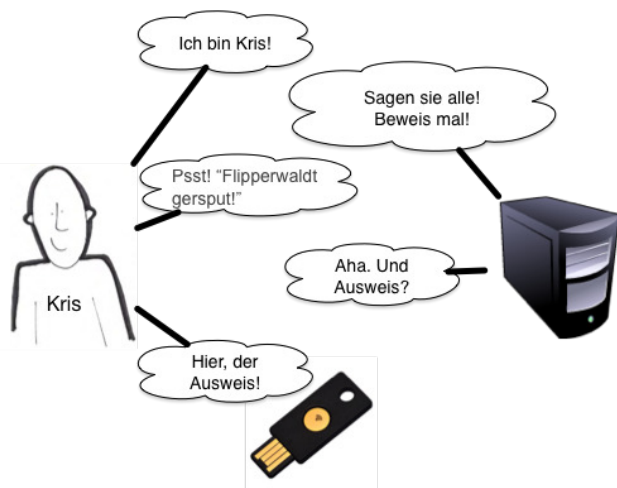 Ich bin Kris!
Sagen sie alle!
Beweis mal!
Psst! “Flipperwaldt
gersput!”
Aha. Und
Ausweis?
Kris
Hier, der
Ausweis!